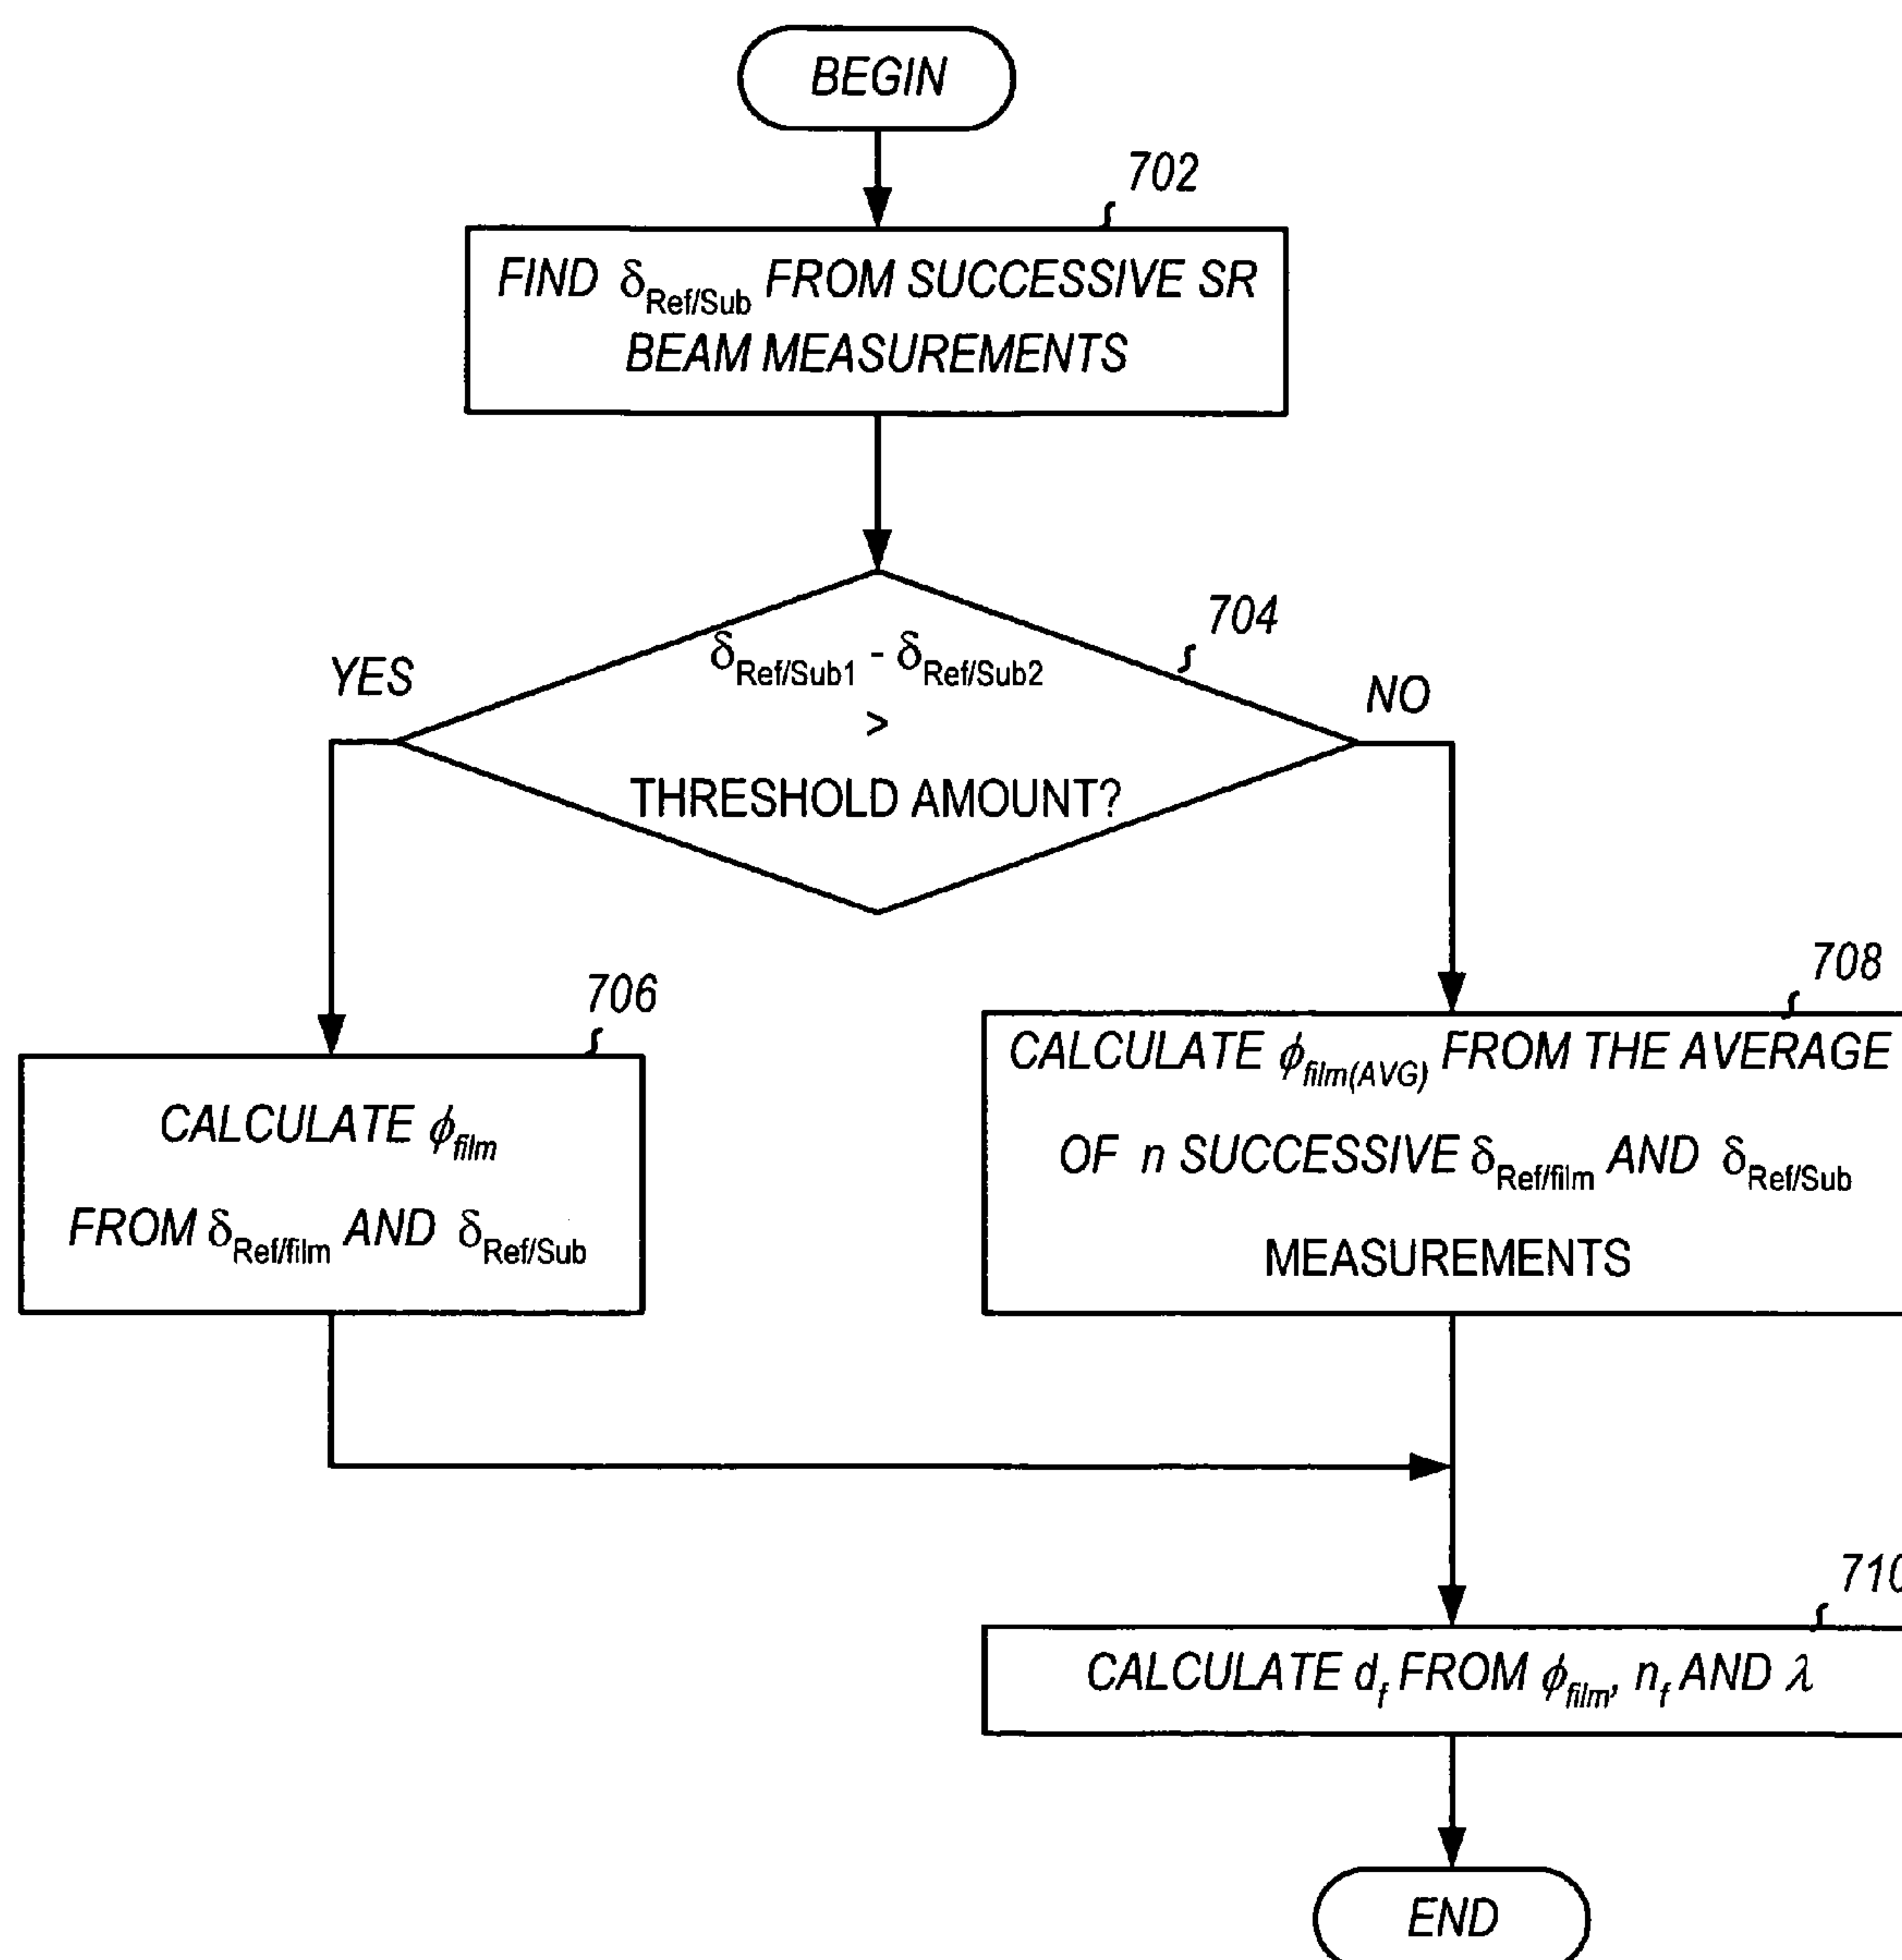 BEGIN
702
FIND δRef/Sub FROM SUCCESSIVE SR
BEAM MEASUREMENTS
704
δRef/Sub1 - δRef/Sub2
>
THRESHOLD AMOUNT?
YES
NO
706
CALCULATE ϕfilm
FROM δRef/film AND δRef/Sub
708
CALCULATE ϕfilm(AVG) FROM THE AVERAGE
OF n SUCCESSIVE δRef/film AND δRef/Sub
MEASUREMENTS
710
CALCULATE df FROM ϕfilm, nf AND λ
END